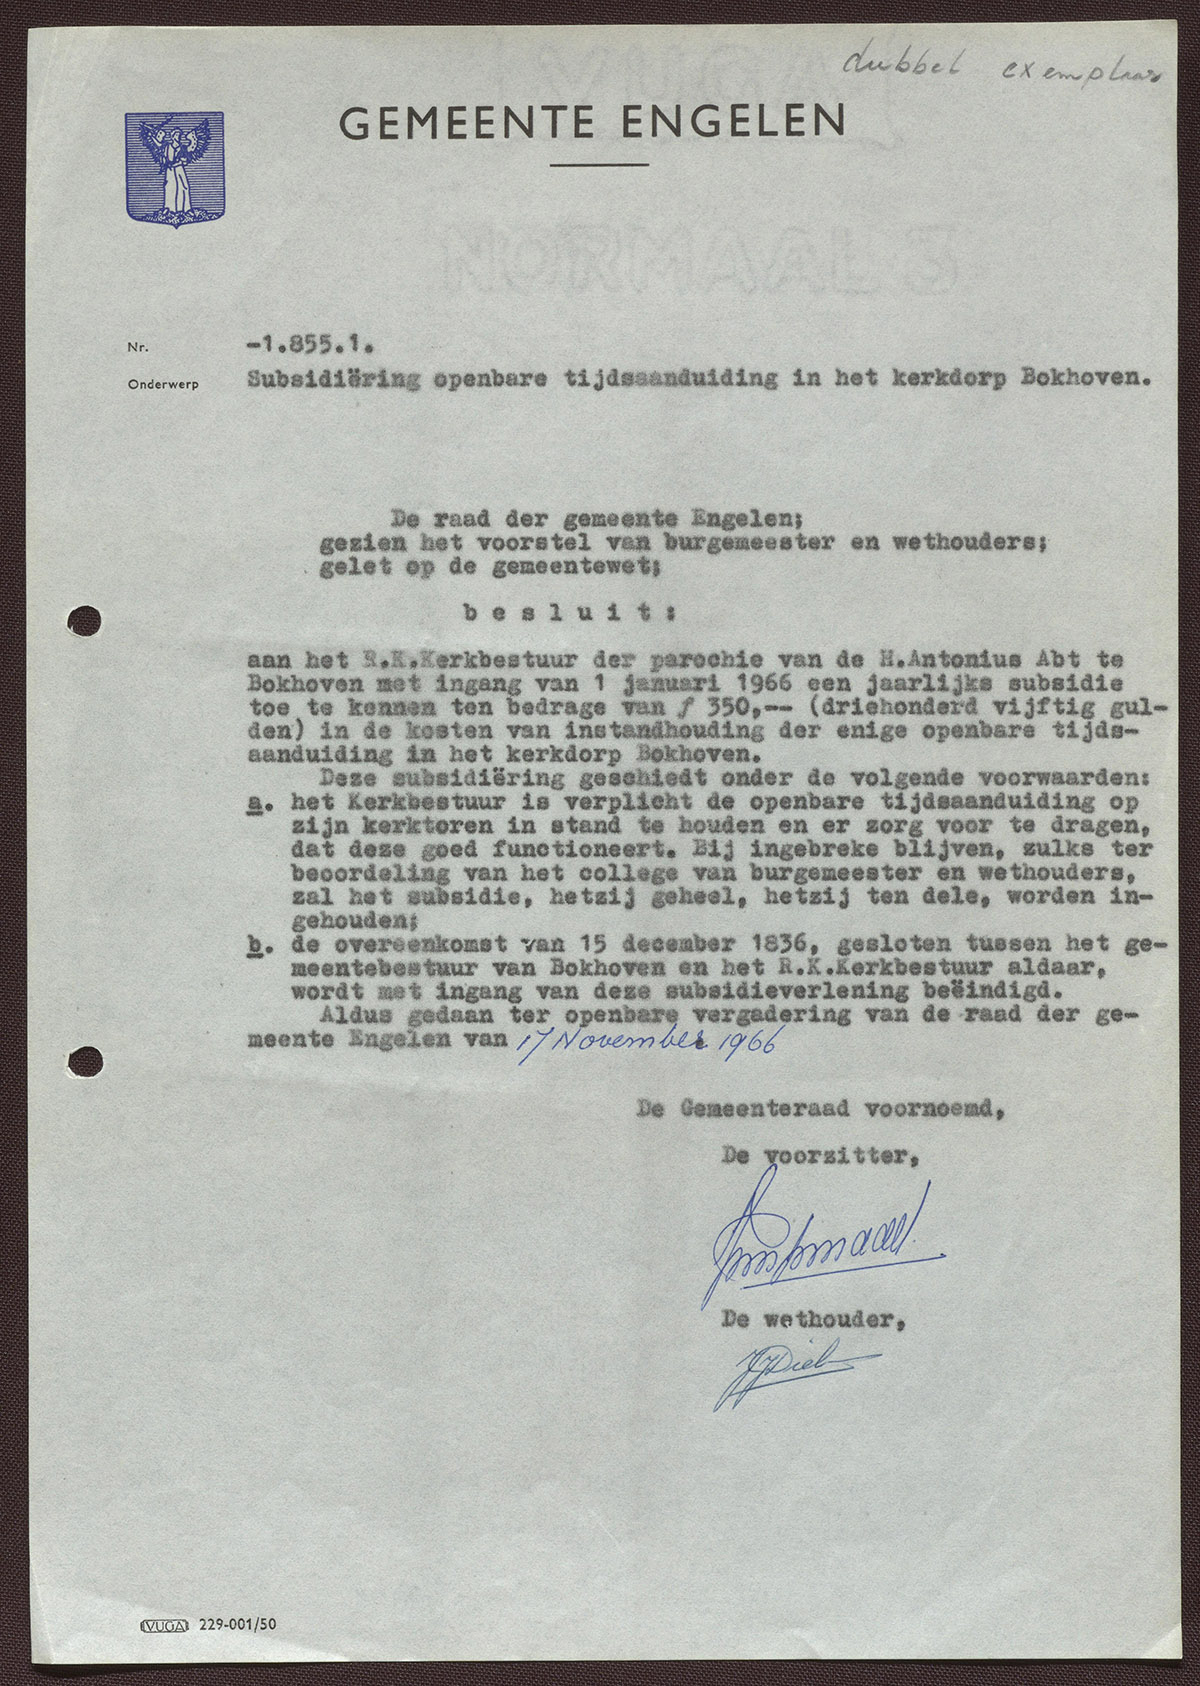 dubbel exemplaar
GEMEENTE ENGELEN
NORMAAL 3
Nr. -1.855.1.
Onderwerp Subsidiëring openbare tijdsaanduiding in het kerkdorp Bokhoven.
De raad der gemeente Engelen;
gezien het voorstel van burgemeester en wethouders;
gelet op de gemeentewet;
b e s l u i t :
aan het R.K.Kerkbestuur der parochie van de H.Antonius Abt te
Bokhoven met ingang van 1 januari 1966 een jaarlijks subsidie
toe te kennen ten bedrage van ƒ 350,-- (driehonderd vijftig gul-
den) in de kosten van instandhouding der enige openbare tijds-
aanduiding in het kerkdorp Bokhoven.
Deze subsidiëring geschiedt onder de volgende voorwaarden:
a. het Kerkbestuur is verplicht de openbare tijdsaanduiding op
zijn kerktoren in stand te houden en er zorg voor te dragen,
dat deze goed functioneert. Bij ingebreke blijven, zulks ter
beoordeling van het college van burgemeester en wethouders,
zal het subsidie, hetzij geheel, hetzij ten dele, worden in-
gehouden;
b. de overeenkomst van 15 december 1836, gesloten tussen het ge-
meentebestuur van Bokhoven en het R.K.Kerkbestuur aldaar,
wordt met ingang van deze subsidieverlening beëindigd.
Aldus gedaan ter openbare vergadering van de raad der ge-
meente Engelen van 17 November 1966
De Gemeenteraad voornoemd,
De voorzitter,
De wethouder,
VUGA 229-001/50